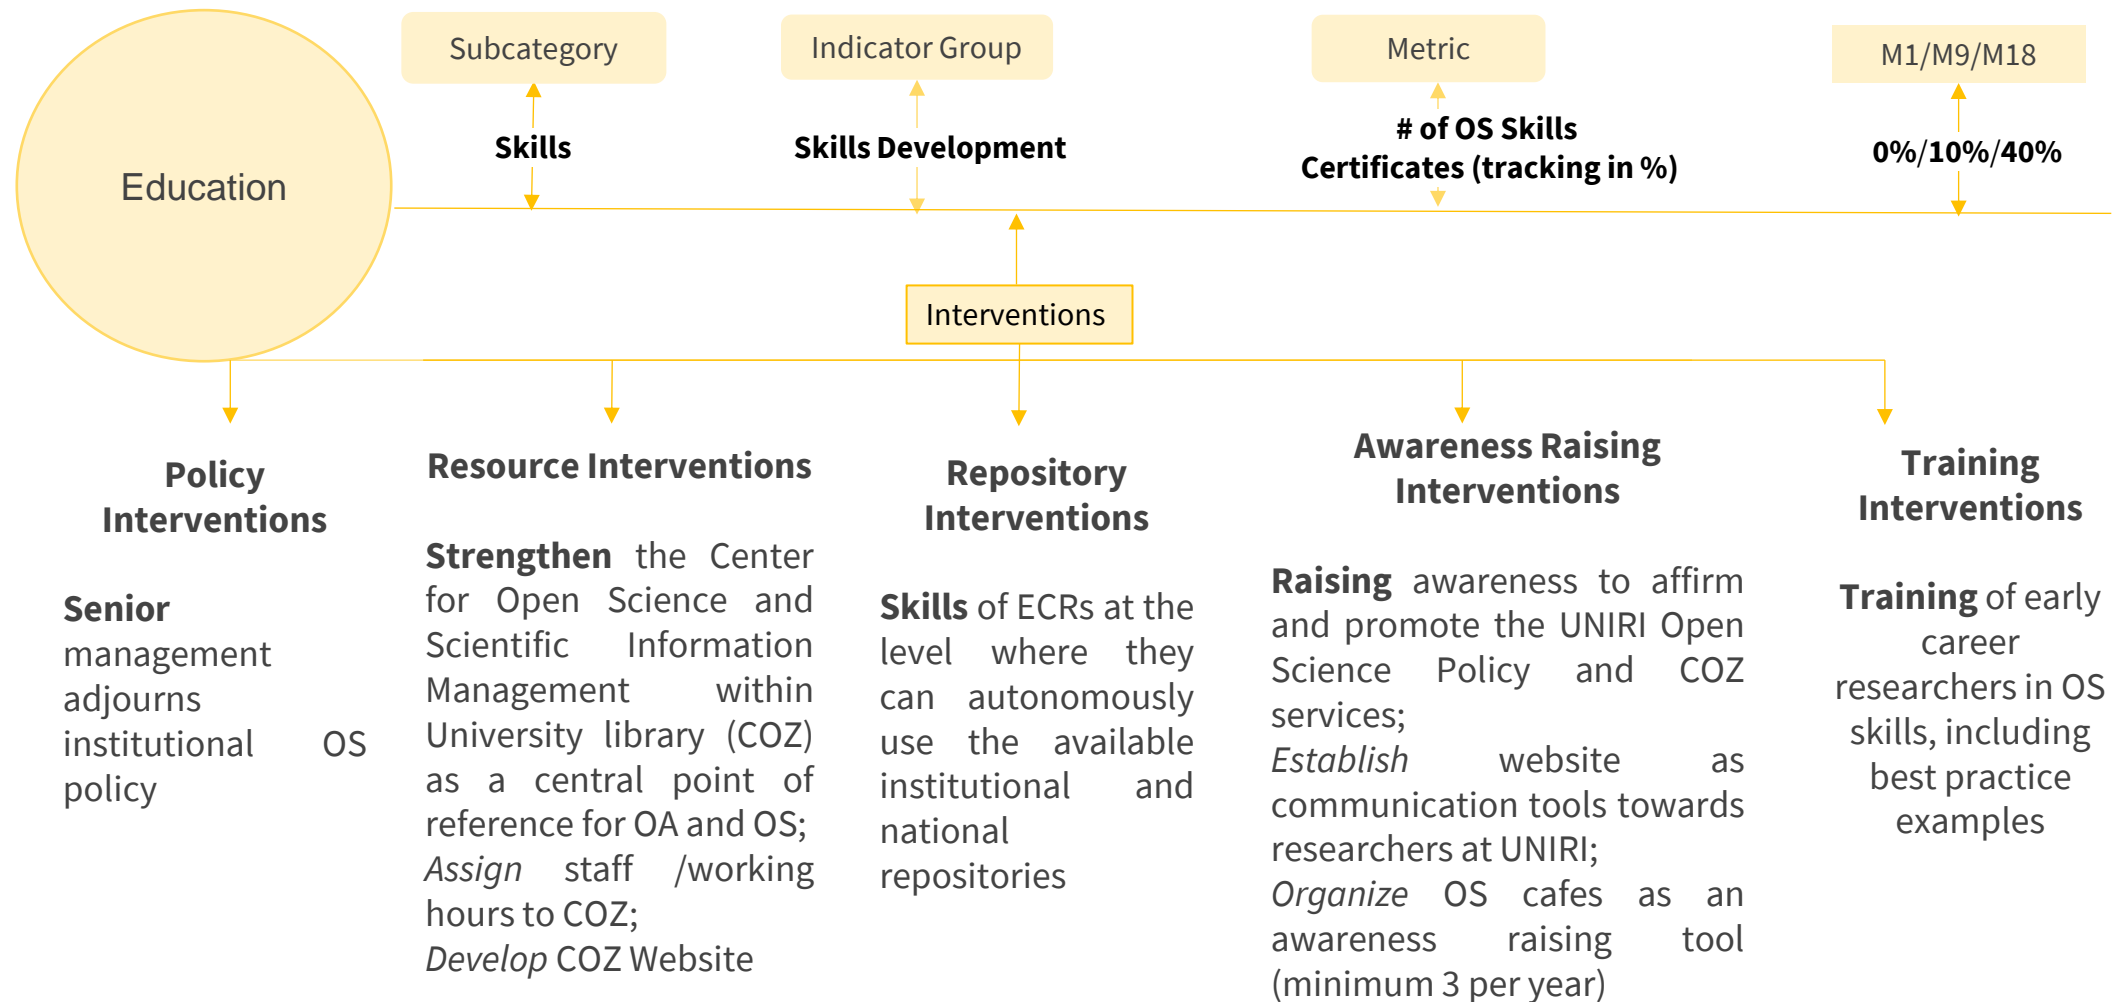 Education
Subcategory
Skills
Indicator Group
Skills Development
Metric
# of OS Skills
Certificates (tracking in %)
M1/M9/M18
0%/10%/40%
Interventions
Policy
Interventions
Senior
management
adjourns
institutional OS
policy
Resource Interventions
Strengthen the Center
for Open Science and
Scientific Information
Management within
University library (COZ)
as a central point of
reference for OA and OS;
Assign staff /working
hours to COZ;
Develop COZ Website
Repository
Interventions
Skills of ECRs at the
level where they
can autonomously
use the available
institutional and
national
repositories
Awareness Raising
Interventions
Raising awareness to affirm
and promote the UNIRI Open
Science Policy and COZ
services;
Establish website as
communication tools towards
researchers at UNIRI;
Organize OS cafes as an
awareness raising tool
(minimum 3 per year)
Training
Interventions
Training of early
career
researchers in OS
skills, including
best practice
examples